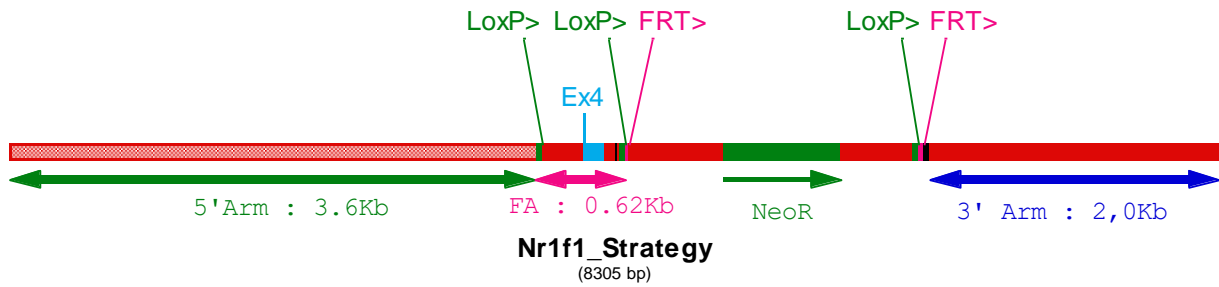 LoxP> LoxP> FRT> LoxP> FRT>
Ex4
5'Arm : 3.6Kb FA : 0.62Kb NeoR 3' Arm : 2,0Kb
Nr1f1_Strategy
(8305 bp)